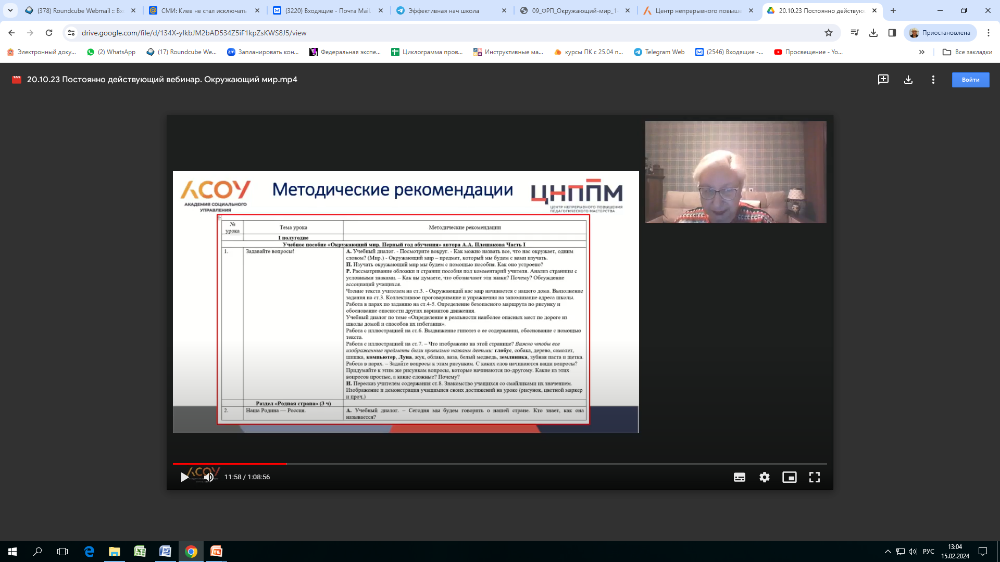 (378) Roundcube Webmail :: Вхо
СМИ: Киев не стал исключать
(3220) Входящие - Почта Mail.
Эффективная нач школа
09_ФРП_Окружающий-мир_1-
Центр непрерывного повыше
20.10.23 Постоянно действую
drive.google.com/file/d/134X-ylkbJM2bAD534Z5iF1kpZsKWS8J5/view
Приостановлена
Электронный доку...
(2) WhatsApp
(17) Roundcube We...
Запланировать кон...
Федеральная экспе...
Циклограмма пров...
Инструктивные ма...
курсы ПК с 25.04 п...
Telegram Web
(2546) Входящие -...
Просвещение - Yo...
Все закладки
20.10.23 Постоянно действующий вебинар. Окружающий мир.mp4
Войти
АСОУ
АКАДЕМИЯ СОЦИАЛЬНОГО
УПРАВЛЕНИЯ
Методические рекомендации
ЦНППМ
ЦЕНТР НЕПРЕРЫВНОГО ПОВЫШЕНИЯ
ПЕДАГОГИЧЕСКОГО МАСТЕРСТВА
№
урока
Тема урока
Методические рекомендации
I полугодие
Учебное пособие «Окружающий мир. Первый год обучения» автора А.А. Плешакова Часть I
1.
Задавайте вопросы!
А. Учебный диалог. - Посмотрите вокруг. - Как можно назвать все, что нас окружает, одним
словом? (Мир.) - Окружающий мир – предмет, который мы будем с вами изучать.
П. Изучать окружающий мир мы будем с помощью пособия. Как оно устроено?
Р. Рассматривание обложки и страниц пособия под комментарий учителя. Анализ страницы с
условными знаками. – Как вы думаете, что обозначают эти знаки? Почему? Обсуждение
ассоциаций учащихся.
Чтение текста учителем на ст.3. - Окружающий нас мир начинается с нашего дома. Выполнение
задания на ст.3. Коллективное проговаривание и упражнения на запоминание адреса школы.
Работа в парах по заданию на ст.4-5. Определение безопасного маршрута по рисунку и
обоснование опасности других вариантов движения.
Учебный диалог по теме «Определение в реальности наиболее опасных мест по дороге из
школы домой и способов их избегания».
Работа с иллюстрацией на ст.6. Выдвижение гипотез о ее содержании, обоснование с помощью
текста.
Работа с иллюстрацией на ст.7. – Что изображено на этой странице? Важно чтобы все
изображенные предметы были правильно названы детьми: глобус, собака, дерево, самолет,
шишка, компьютер, Луна, жук, облако, ваза, белый медведь, земляника, зубная паста и щетка.
Работа в парах. – Задайте вопросы к этим рисункам. С каких слов начинаются ваши вопросы?
Придумайте к этим же рисункам вопросы, которые начинаются по-другому. Какие из этих
вопросов простые, а какие сложные? Почему?
И. Пересказ учителем содержания ст.8. Знакомство учащихся со смайликами их значением.
Изображение и демонстрация учащимися своих достижений на уроке (рисунок, цветной маркер
и проч.)
Раздел «Родная страна» (3 ч)
2.
Наша Родина — Россия.
А. Учебный диалог. – Сегодня мы будем говорить о нашей стране. Кто знает, как она
называется?
АСОУ
11:58 / 1:08:56
РУС
13:04
15.02.2024